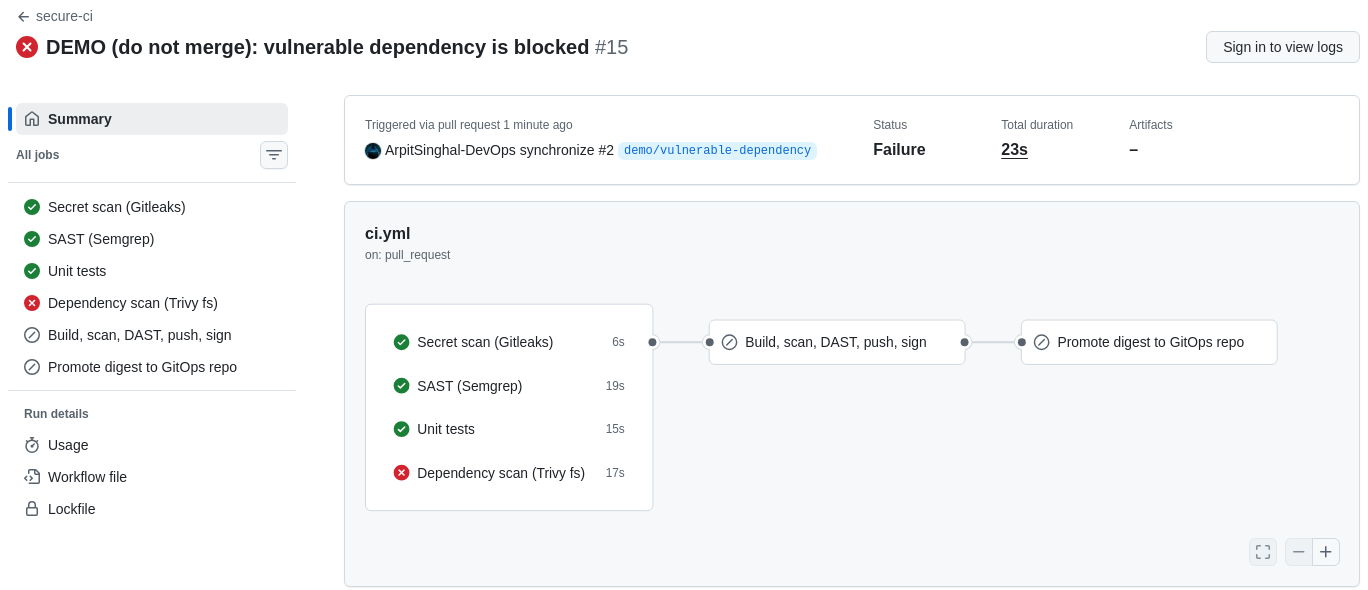 secure-ci
DEMO (do not merge): vulnerable dependency is blocked #15
Sign in to view logs
Summary
All jobs
Secret scan (Gitleaks)
SAST (Semgrep)
Unit tests
Dependency scan (Trivy fs)
Build, scan, DAST, push, sign
Promote digest to GitOps repo
Run details
Usage
Workflow file
Lockfile
Triggered via pull request 1 minute ago
ArpitSinghal-DevOps synchronize #2 demo/vulnerable-dependency
Status
Failure
Total duration
23s
Artifacts
–
ci.yml
on: pull_request
Secret scan (Gitleaks) 6s
SAST (Semgrep) 19s
Unit tests 15s
Dependency scan (Trivy fs) 17s
Build, scan, DAST, push, sign
Promote digest to GitOps repo